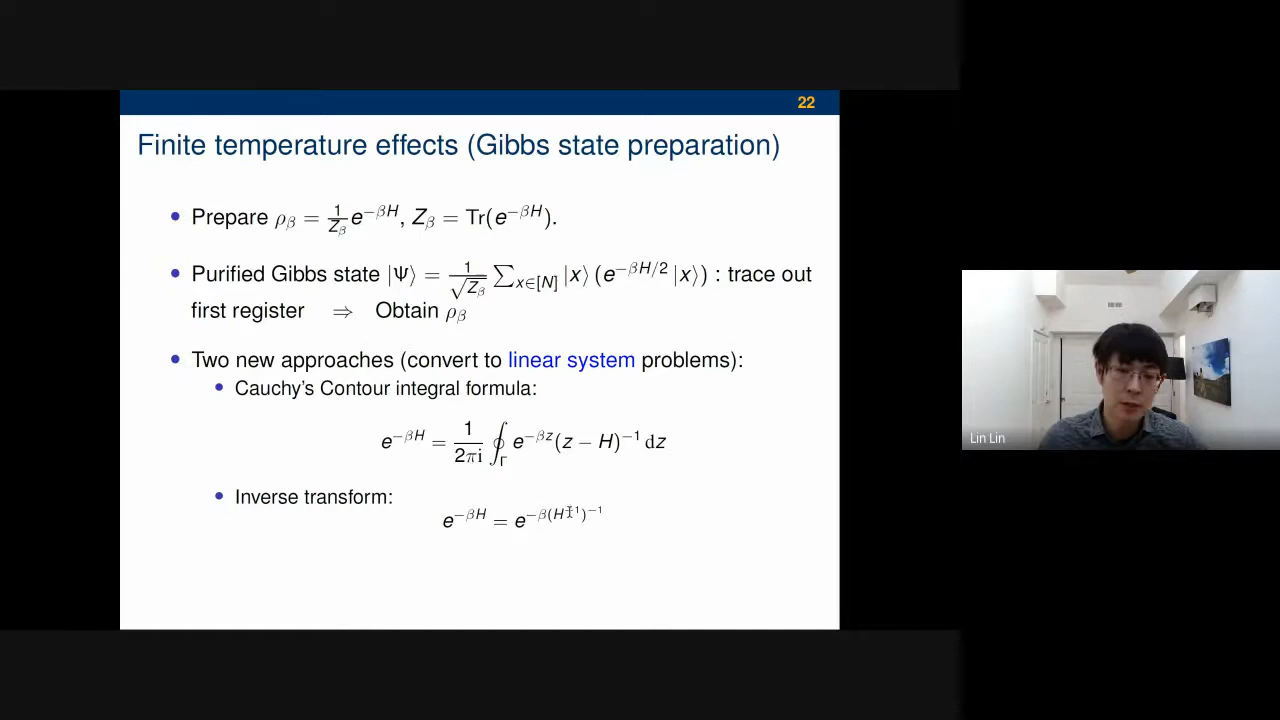 22
Finite temperature effects (Gibbs state preparation)
• Prepare ρ_β = 1/Z_β e^{−βH}, Z_β = Tr(e^{−βH}).
• Purified Gibbs state |Ψ⟩ = 1/√Z_β ∑_{x∈[N]} |x⟩ (e^{−βH/2} |x⟩) : trace out
first register ⇒ Obtain ρ_β
• Two new approaches (convert to linear system problems):
• Cauchy's Contour integral formula:
e^{−βH} = 1/2πi ∮_Γ e^{−βz}(z − H)^{−1} dz
• Inverse transform:
e^{−βH} = e^{−β(H^{−1})^{−1}}
Lin Lin